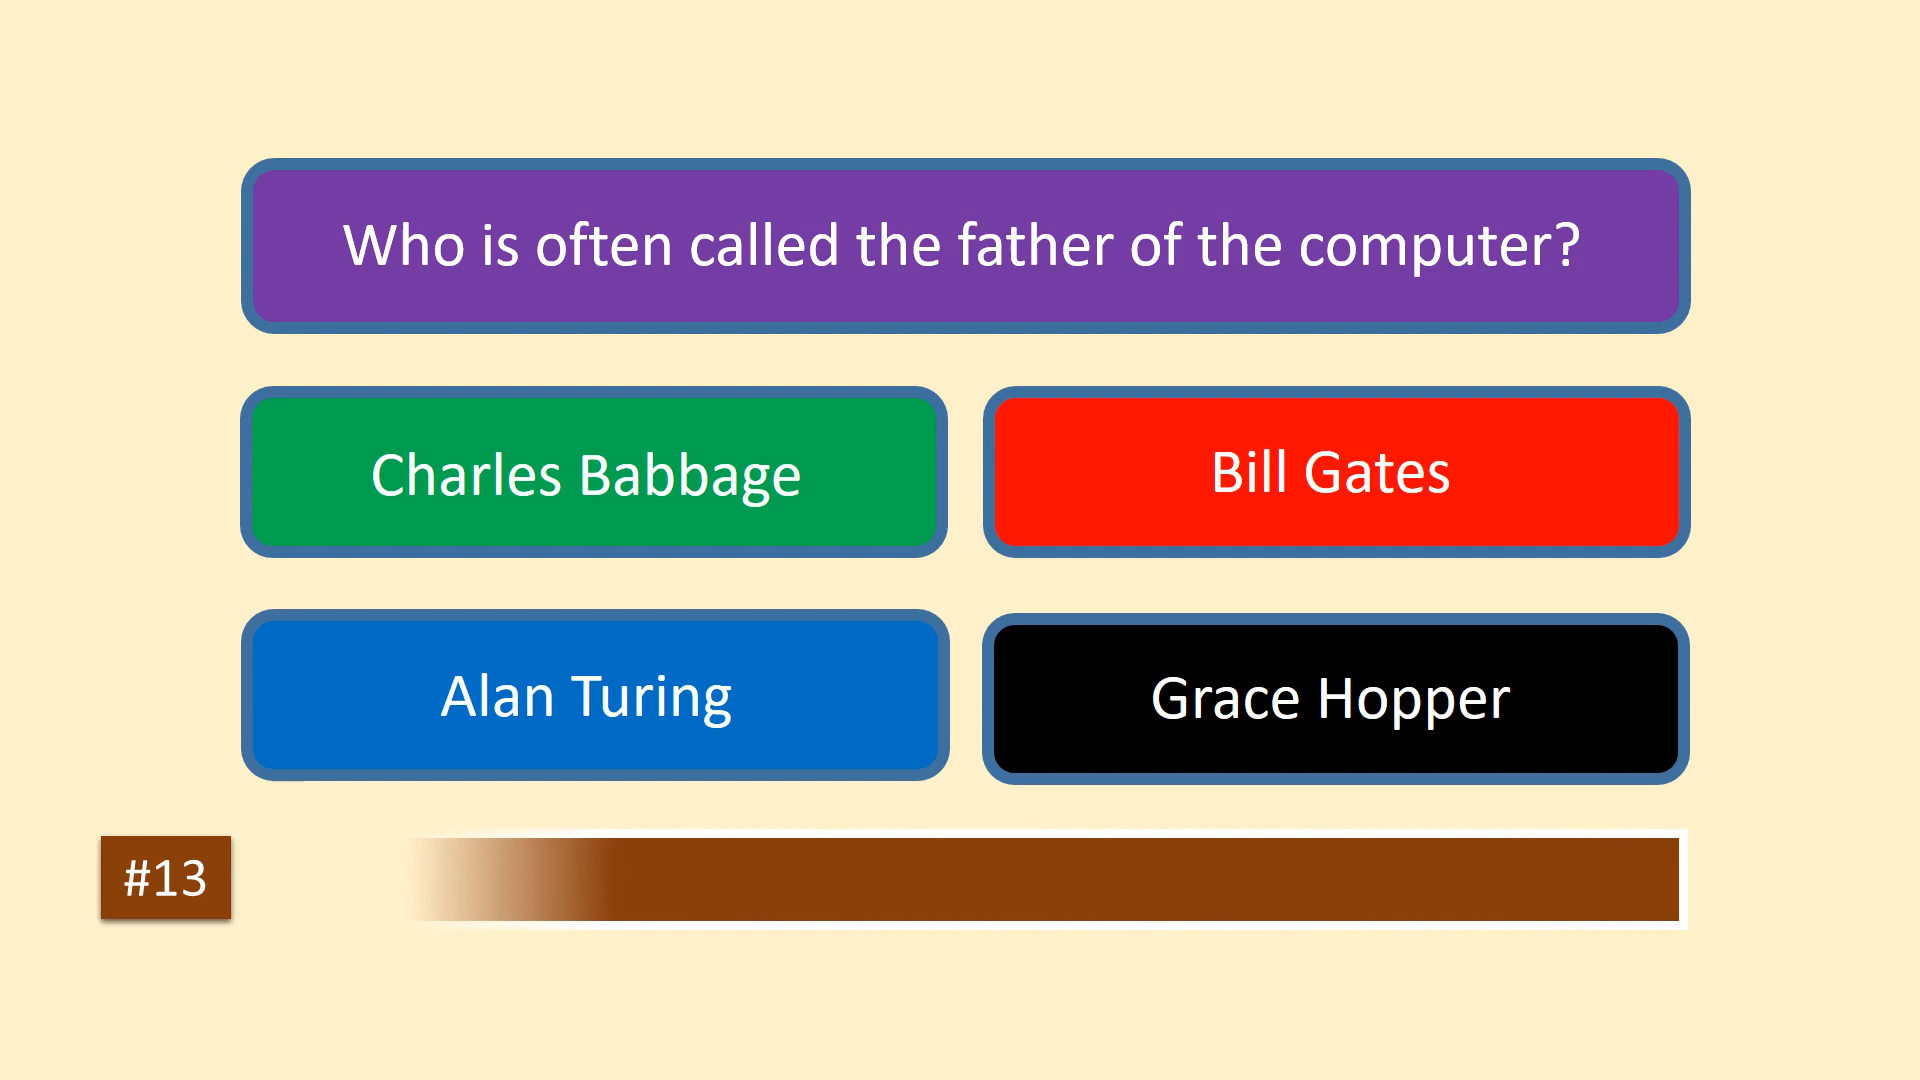 Who is often called the father of the computer?
Charles Babbage
Bill Gates
Alan Turing
Grace Hopper
#13